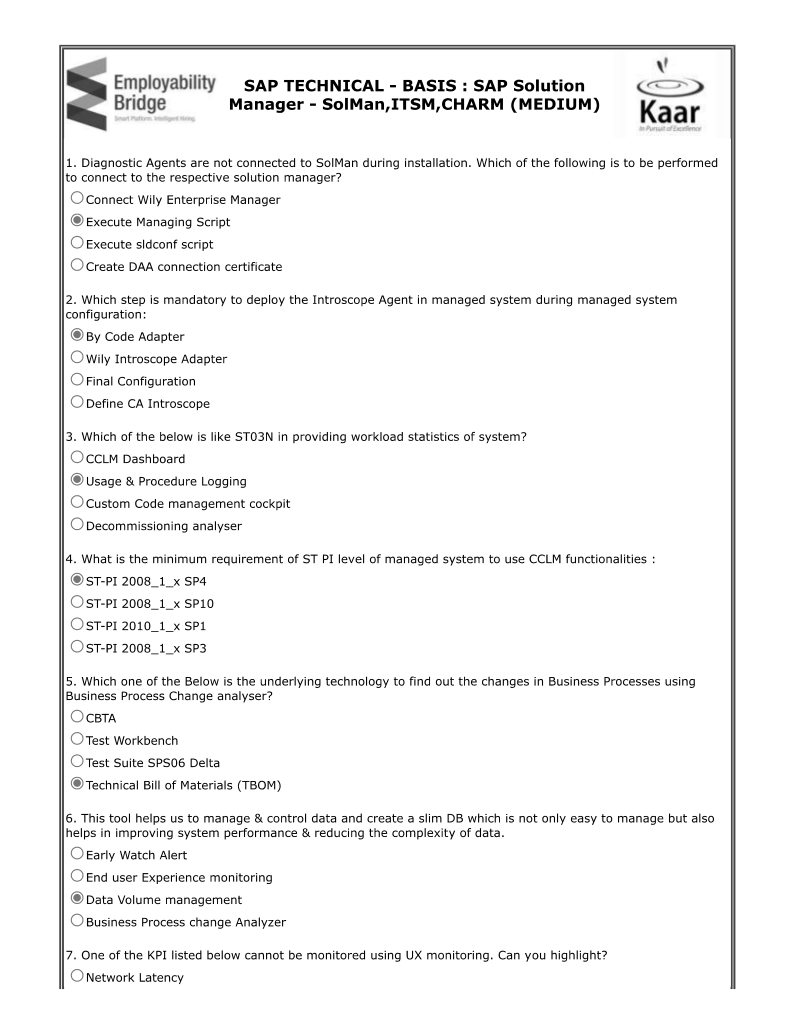 Employability
Bridge
Smart Platform. Intelligent Hiring.
SAP TECHNICAL - BASIS : SAP Solution
Manager - SolMan,ITSM,CHARM (MEDIUM)
Kaar
In Pursuit of Excellence
1. Diagnostic Agents are not connected to SolMan during installation. Which of the following is to be performed
to connect to the respective solution manager?
Connect Wily Enterprise Manager
Execute Managing Script
Execute sldconf script
Create DAA connection certificate
2. Which step is mandatory to deploy the Introscope Agent in managed system during managed system
configuration:
By Code Adapter
Wily Introscope Adapter
Final Configuration
Define CA Introscope
3. Which of the below is like ST03N in providing workload statistics of system?
CCLM Dashboard
Usage & Procedure Logging
Custom Code management cockpit
Decommissioning analyser
4. What is the minimum requirement of ST PI level of managed system to use CCLM functionalities :
ST-PI 2008_1_x SP4
ST-PI 2008_1_x SP10
ST-PI 2010_1_x SP1
ST-PI 2008_1_x SP3
5. Which one of the Below is the underlying technology to find out the changes in Business Processes using
Business Process Change analyser?
CBTA
Test Workbench
Test Suite SPS06 Delta
Technical Bill of Materials (TBOM)
6. This tool helps us to manage & control data and create a slim DB which is not only easy to manage but also
helps in improving system performance & reducing the complexity of data.
Early Watch Alert
End user Experience monitoring
Data Volume management
Business Process change Analyzer
7. One of the KPI listed below cannot be monitored using UX monitoring. Can you highlight?
Network Latency